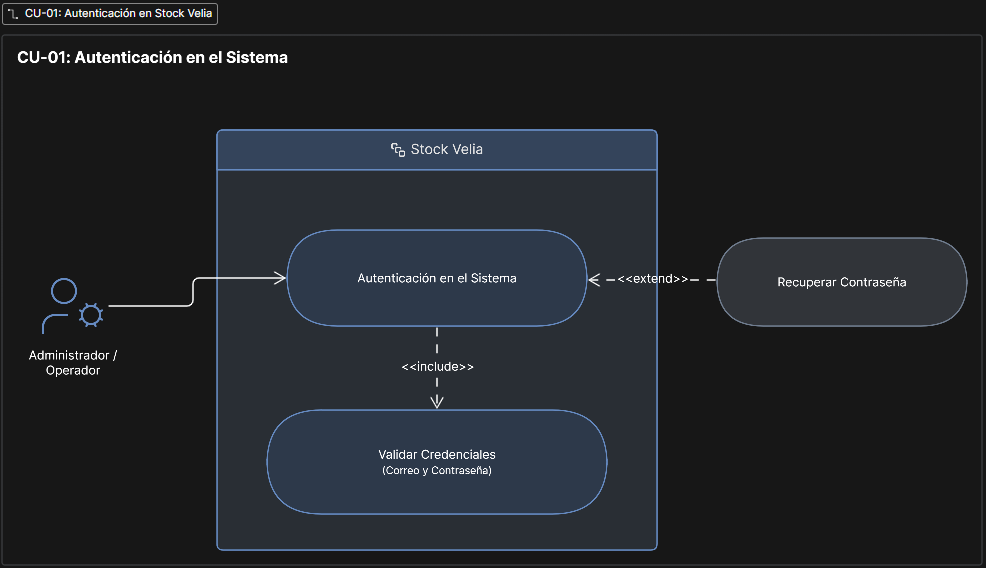 CU-01: Autenticación en Stock Velia
CU-01: Autenticación en el Sistema
Stock Velia
Autenticación en el Sistema
<<extend>>
Recuperar Contraseña
Administrador /
Operador
<<include>>
Validar Credenciales
(Correo y Contraseña)